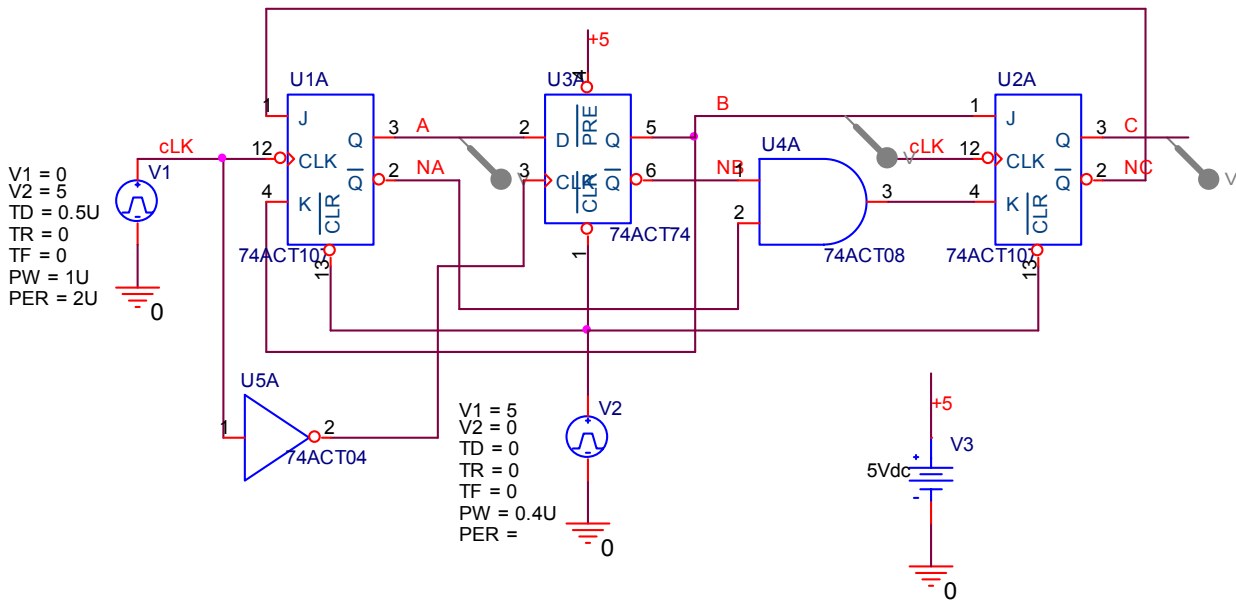 +5
U1A
U3A
U2A
1
J
Q
3
A
cLK
12
CLK
2
NA
4
K
Q
CLR
74ACT107
13
V1
V1 = 0
V2 = 5
TD = 0.5U
TR = 0
TF = 0
PW = 1U
PER = 2U
0
4
2
D
PRE
Q
5
3
CLK
CLR
Q
6
1
74ACT74
B
NB
U4A
1
2
3
74ACT08
V
V
cLK
1
J
Q
3
C
12
CLK
Q
2
NC
4
K
CLR
74ACT107
13
V
U5A
1
2
74ACT04
V1 = 5
V2 = 0
TD = 0
TR = 0
TF = 0
PW = 0.4U
PER =
V2
0
+5
V3
5Vdc
+
-
0